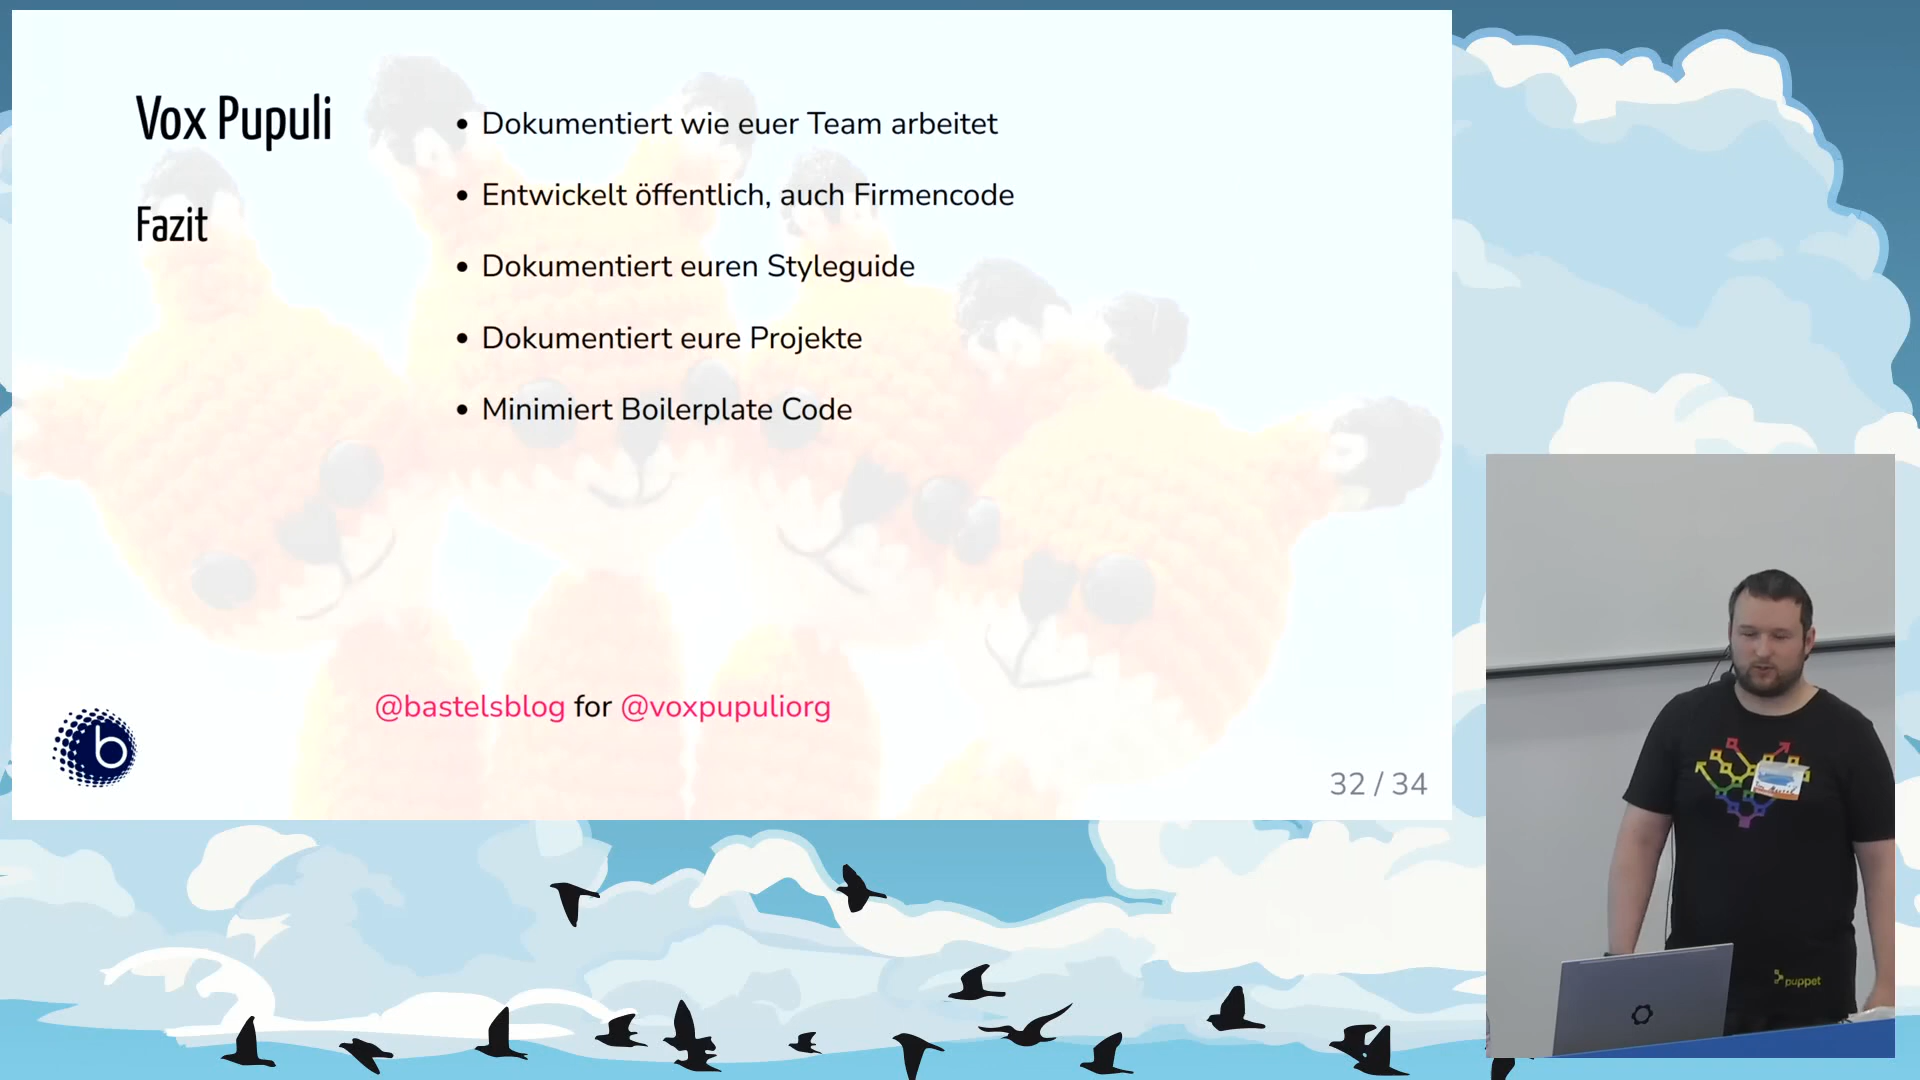 Vox Pupuli
Fazit
Dokumentiert wie euer Team arbeitet
Entwickelt öffentlich, auch Firmencode
Dokumentiert euren Styleguide
Dokumentiert eure Projekte
Minimiert Boilerplate Code
@bastelsblog for @voxpupuliorg
b
32 / 34
puppet